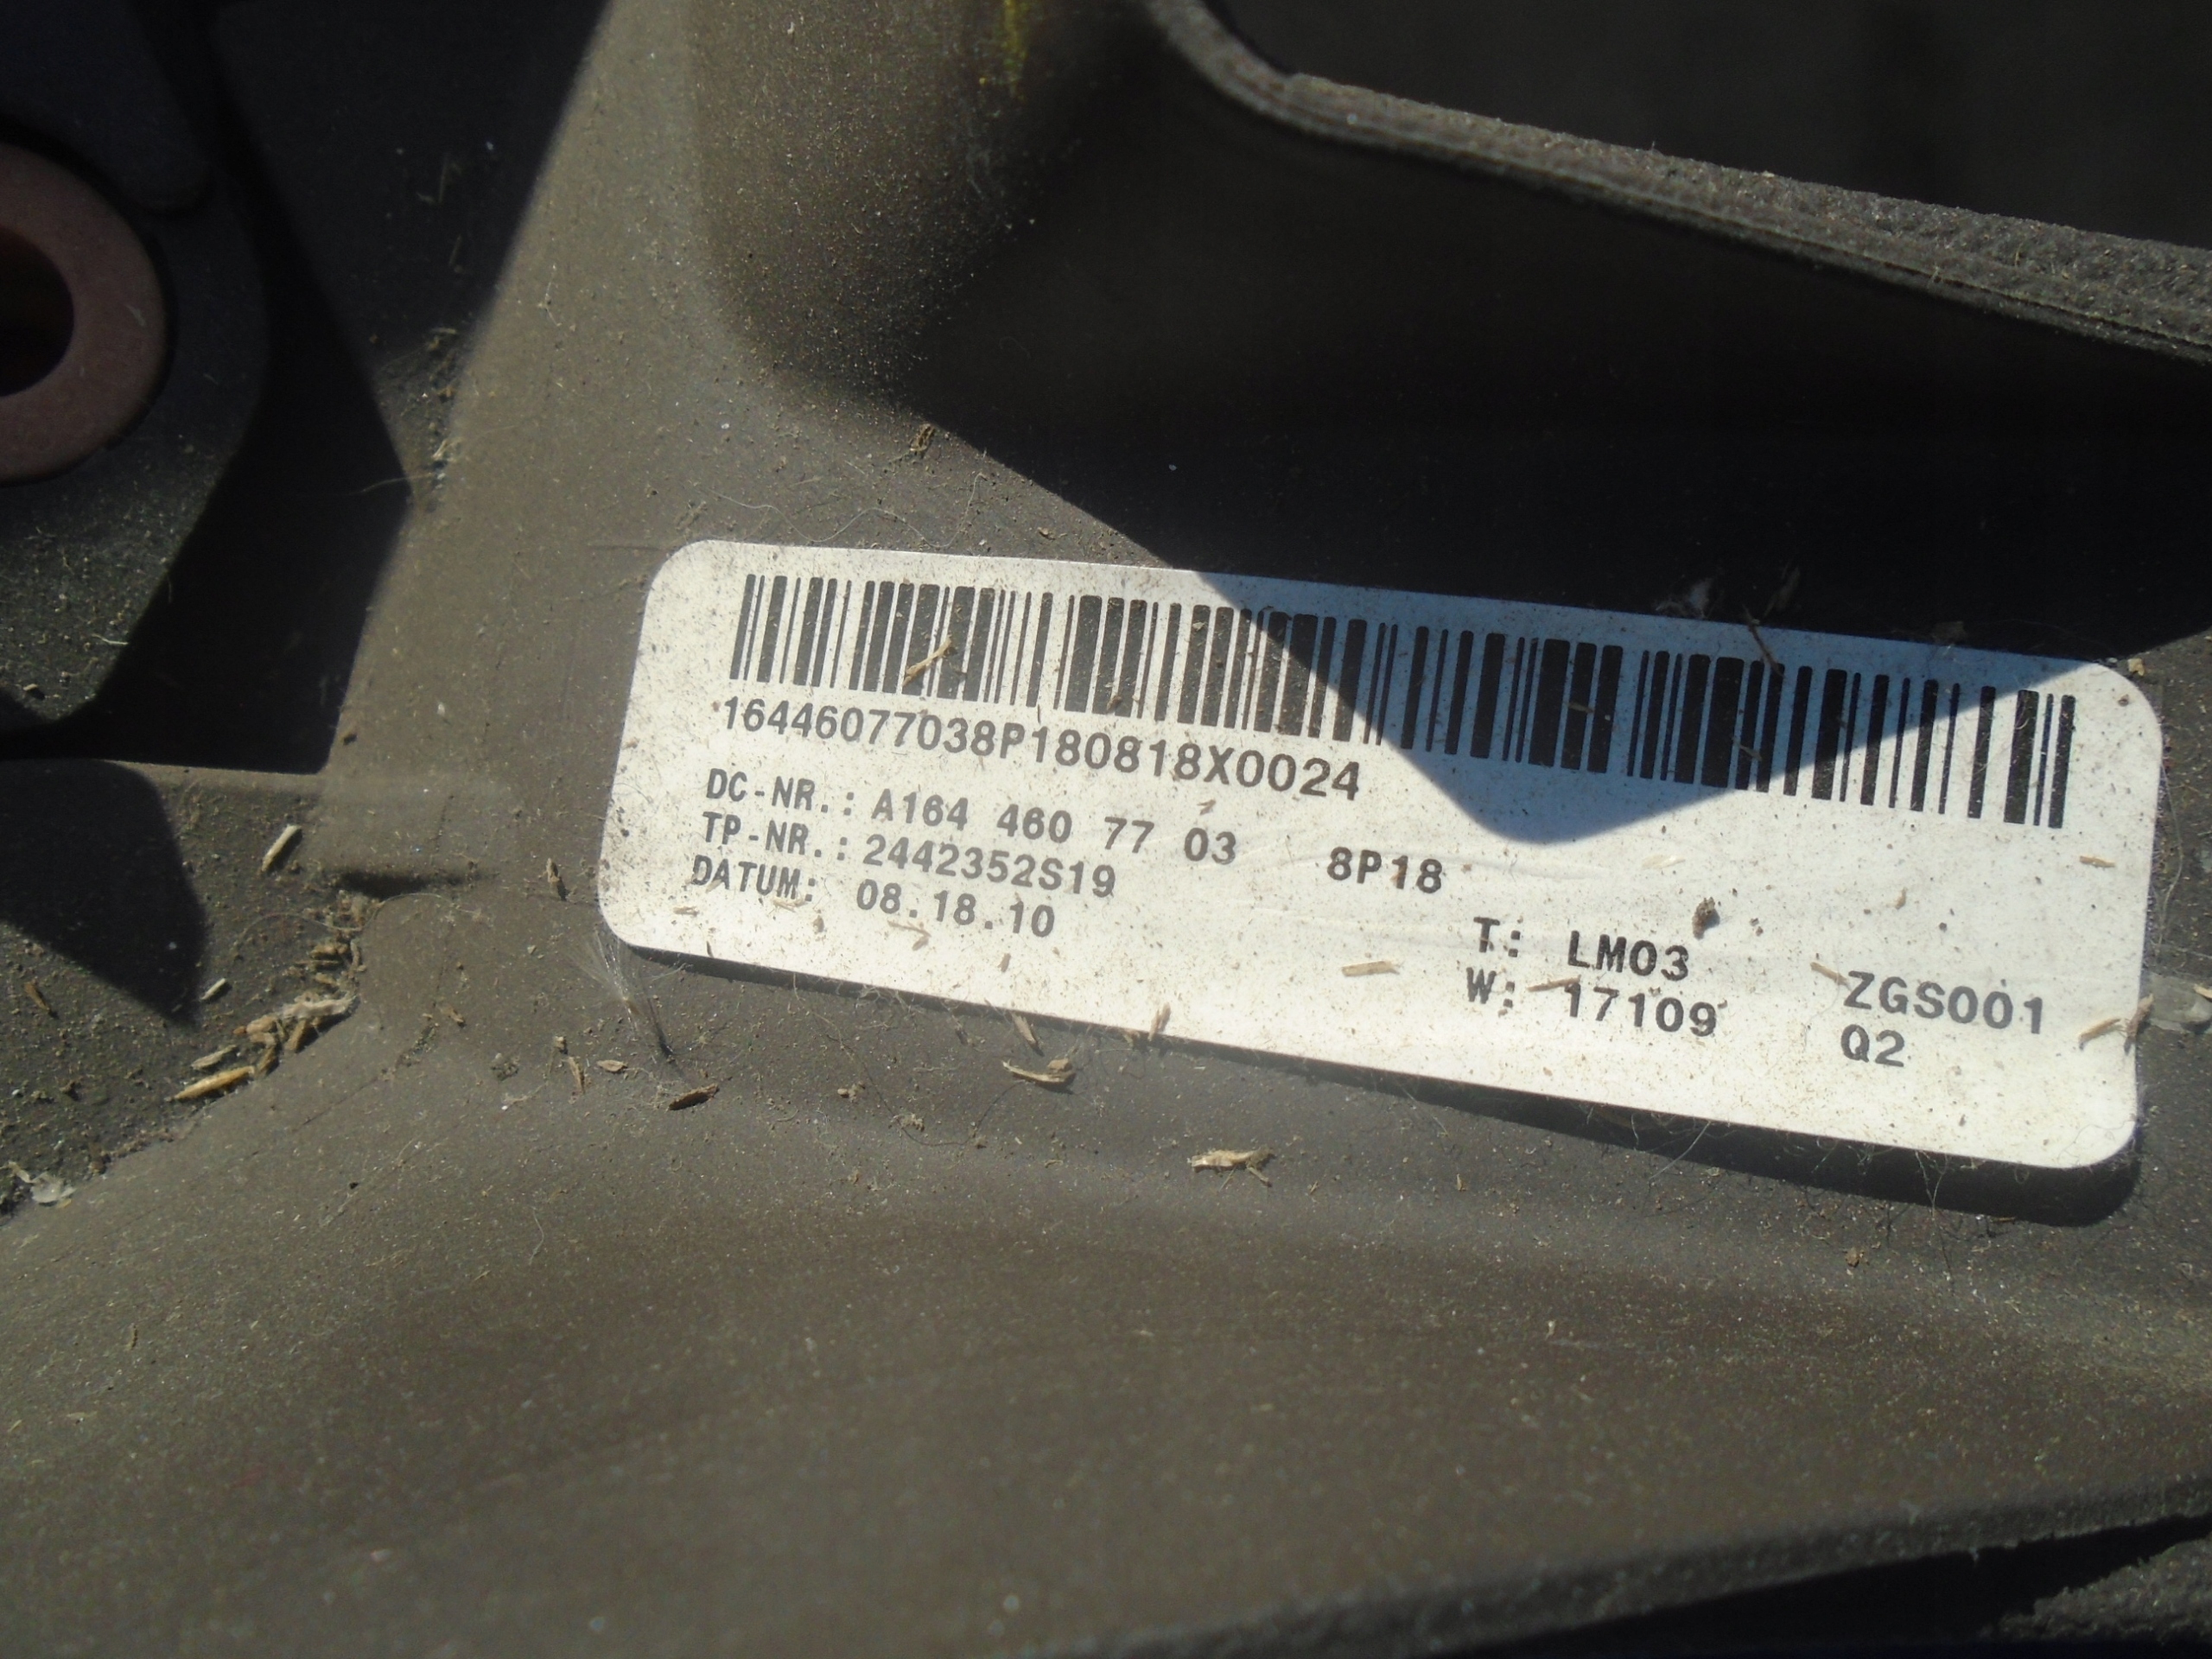 16446077038P180818X0024
DC-NR.: A164 460 77 03 8P18
TP-NR.: 2442352S19
DATUM: 08.18.10
T: LM03 ZGS001
W: 17109 Q2